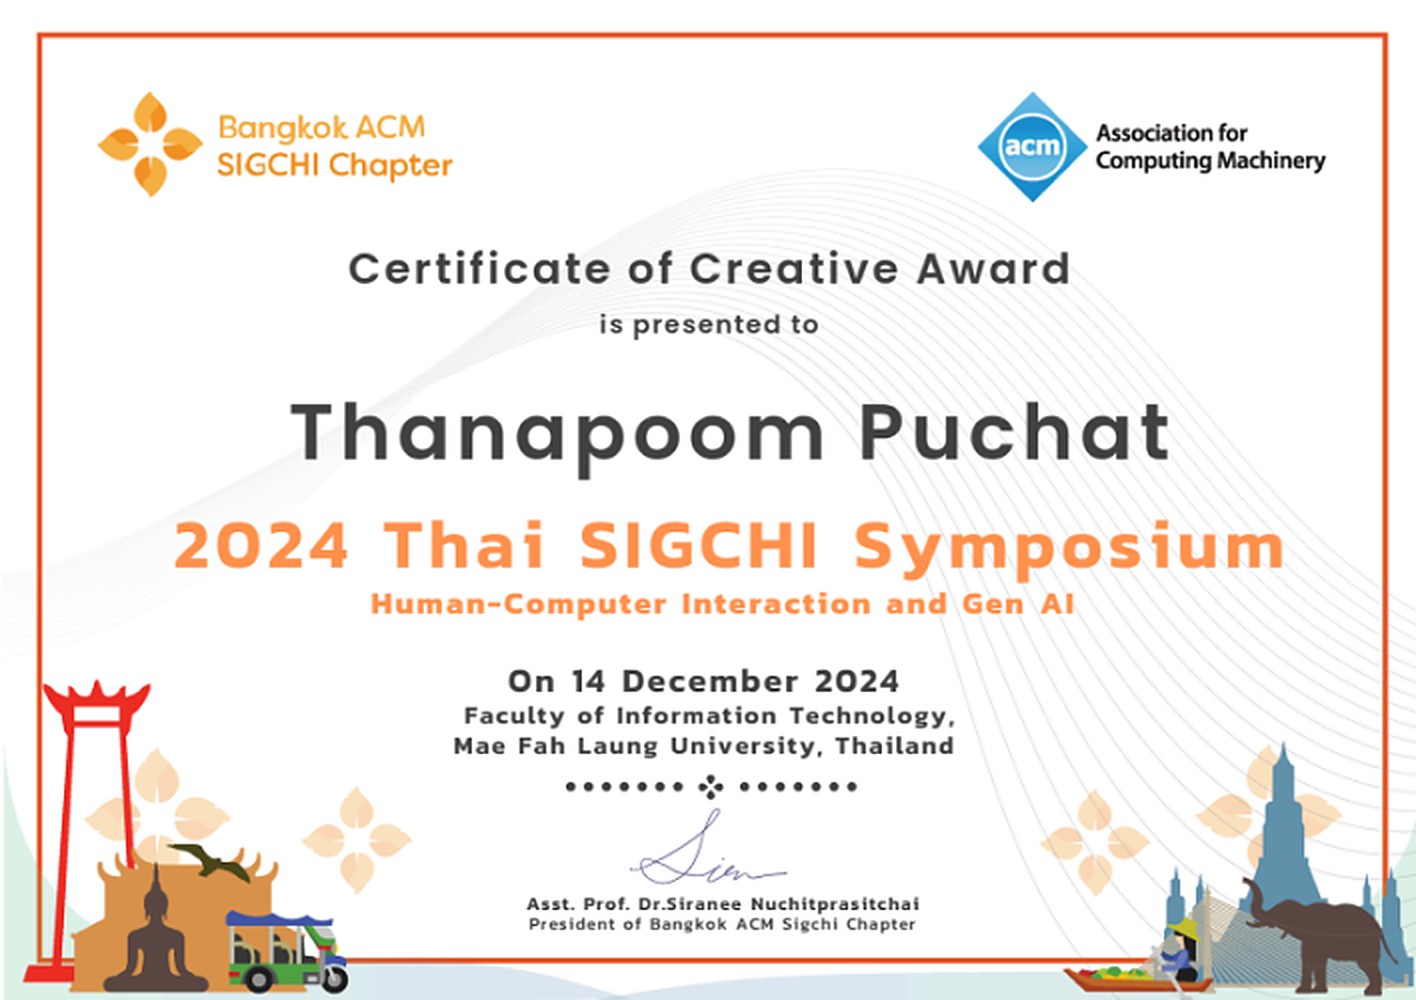 Bangkok ACM
SIGCHI Chapter
acm
Association for
Computing Machinery
Certificate of Creative Award
is presented to
Thanapoom Puchat
2024 Thai SIGCHI Symposium
Human-Computer Interaction and Gen AI
On 14 December 2024
Faculty of Information Technology,
Mae Fah Laung University, Thailand
Asst. Prof. Dr.Siranee Nuchitprasitchai
President of Bangkok ACM Sigchi Chapter